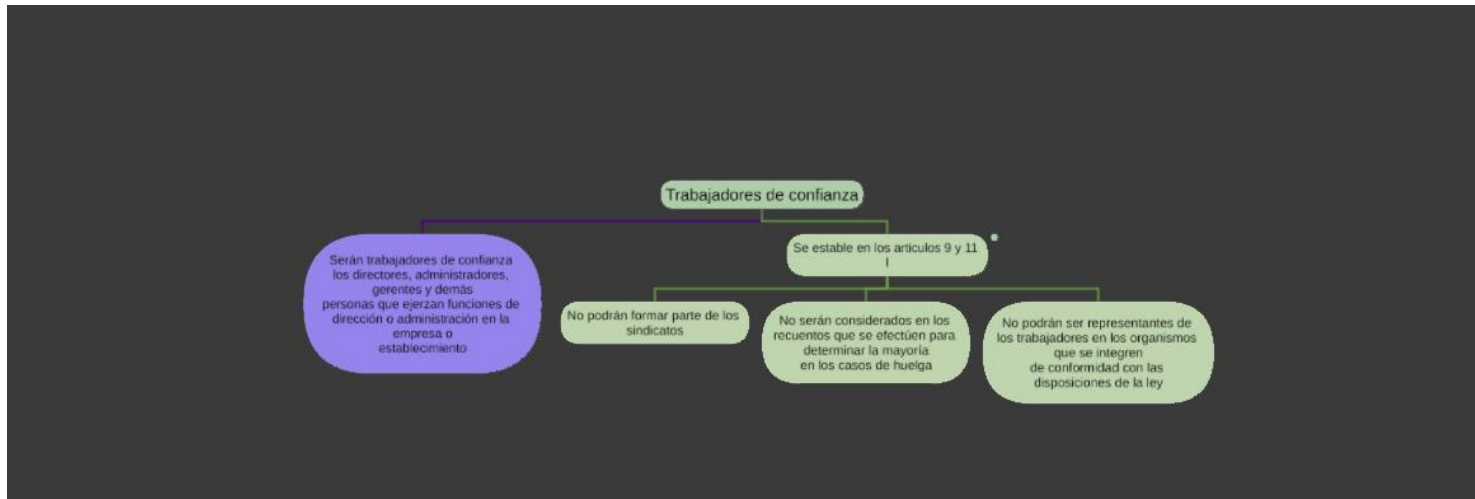 Trabajadores de confianza
Serán trabajadores de confianza
los directores, administradores,
gerentes y demás
personas que ejerzan funciones de
dirección o administración en la
empresa o
establecimiento
Se estable en los articulos 9 y 11
l
No podrán formar parte de los
sindicatos
No serán considerados en los
recuentos que se efectúen para
determinar la mayoría
en los casos de huelga
No podrán ser representantes de
los trabajadores en los organismos
que se integren
de conformidad con las
disposiciones de la ley